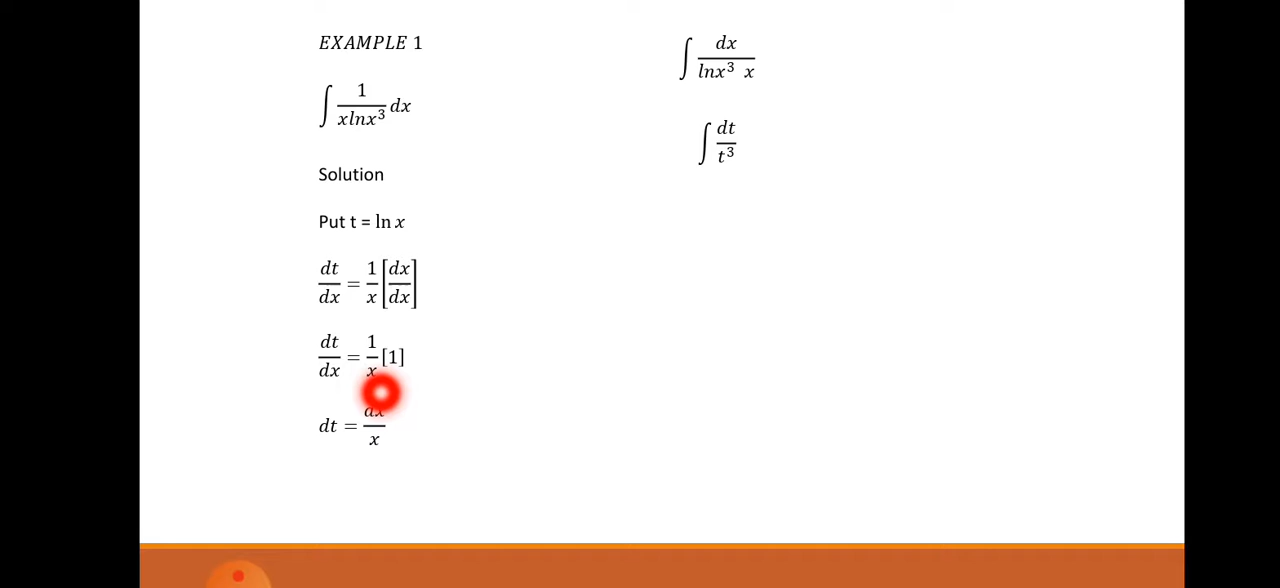 EXAMPLE 1
∫ 1/(xlnx³) dx
Solution
Put t = ln x
dt/dx = 1/x [dx/dx]
dt/dx = 1/x [1]
dt = dx/x
∫ dx/(lnx³ x)
∫ dt/t³